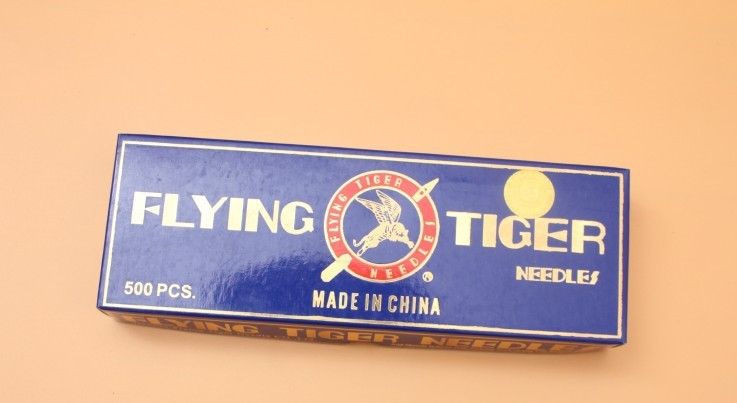 FLYING TIGER
FLYING TIGER
NEEDLES
®
NEEDLES
500 PCS.
MADE IN CHINA
FLYING TIGER NEEDLES